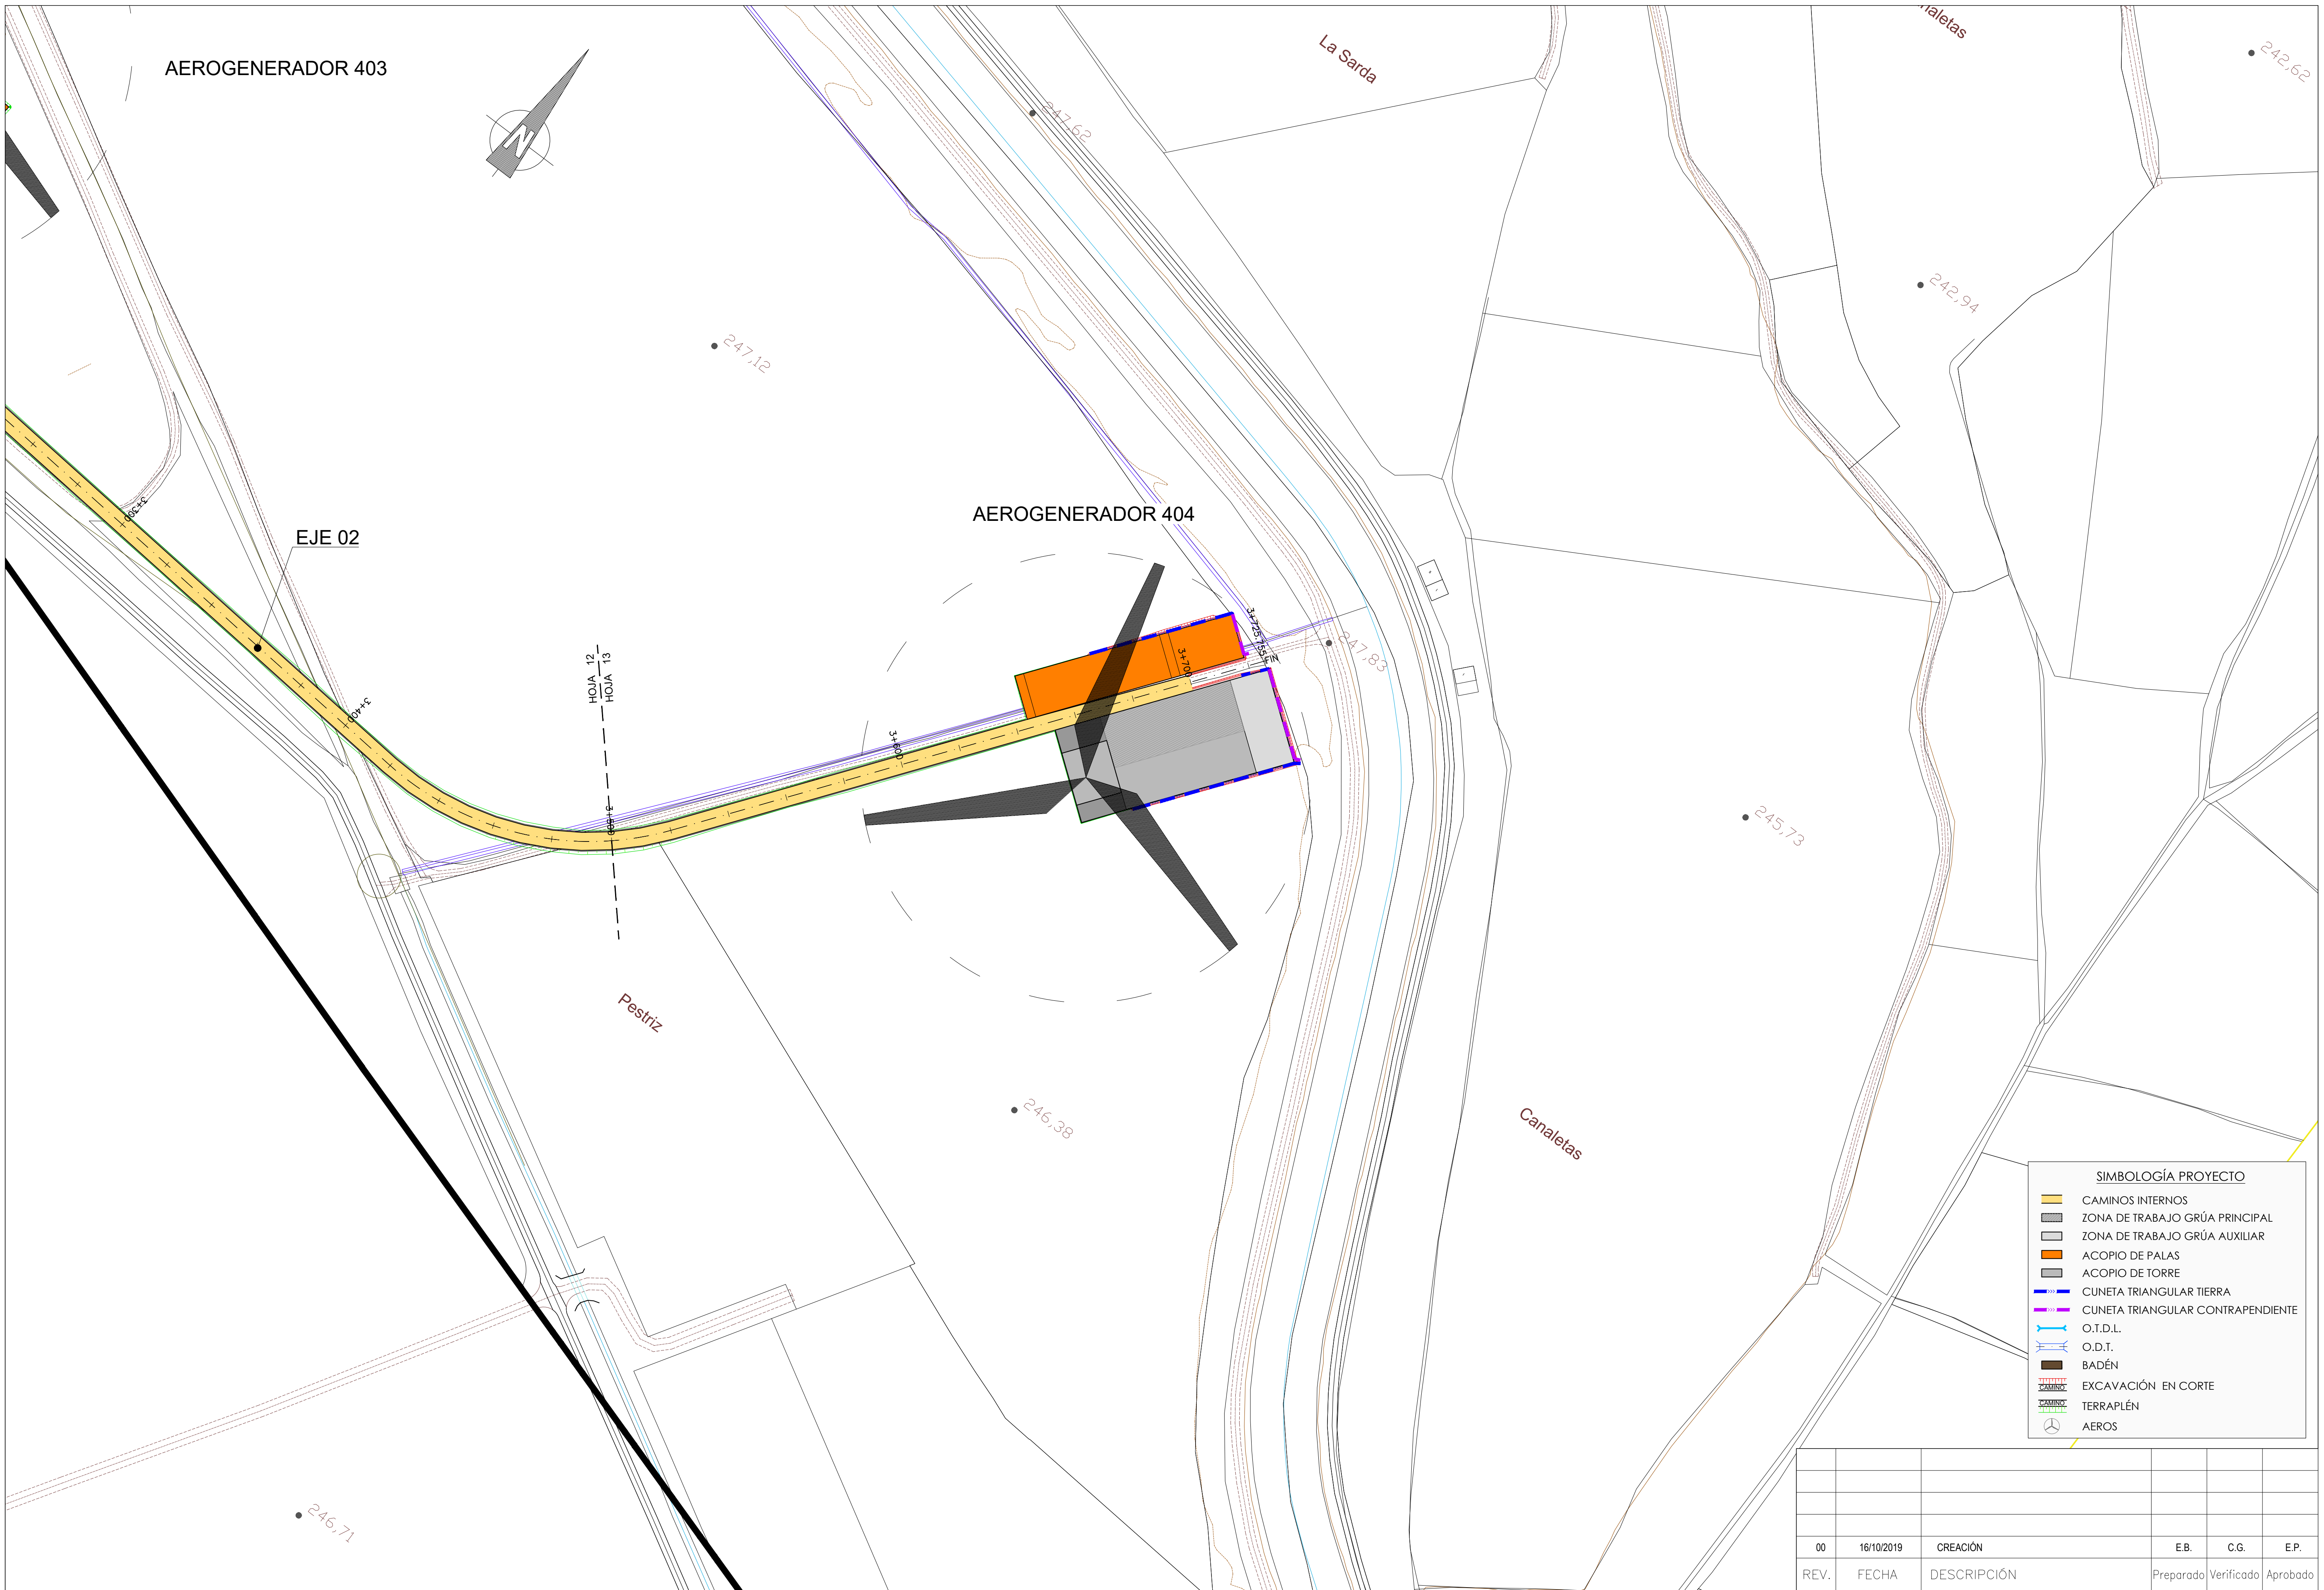 AEROGENERADOR 403
N
La Sarda
242,62
247,62
242,94
247,12
3+300
EJE 02
AEROGENERADOR 404
3+400
HOJA 12
HOJA 13
3+500
3+600
3+700
247,83
245,73
Pestriz
246,38
Canaletas
246,71
SIMBOLOGÍA PROYECTO
CAMINOS INTERNOS
ZONA DE TRABAJO GRÚA PRINCIPAL
ZONA DE TRABAJO GRÚA AUXILIAR
ACOPIO DE PALAS
ACOPIO DE TORRE
CUNETA TRIANGULAR TIERRA
CUNETA TRIANGULAR CONTRAPENDIENTE
O.T.D.L.
O.D.T.
BADÉN
CAMINO EXCAVACIÓN EN CORTE
CAMINO TERRAPLÉN
AEROS
00 16/10/2019 CREACIÓN E.B. C.G. E.P.
REV. FECHA DESCRIPCIÓN Preparado Verificado Aprobado